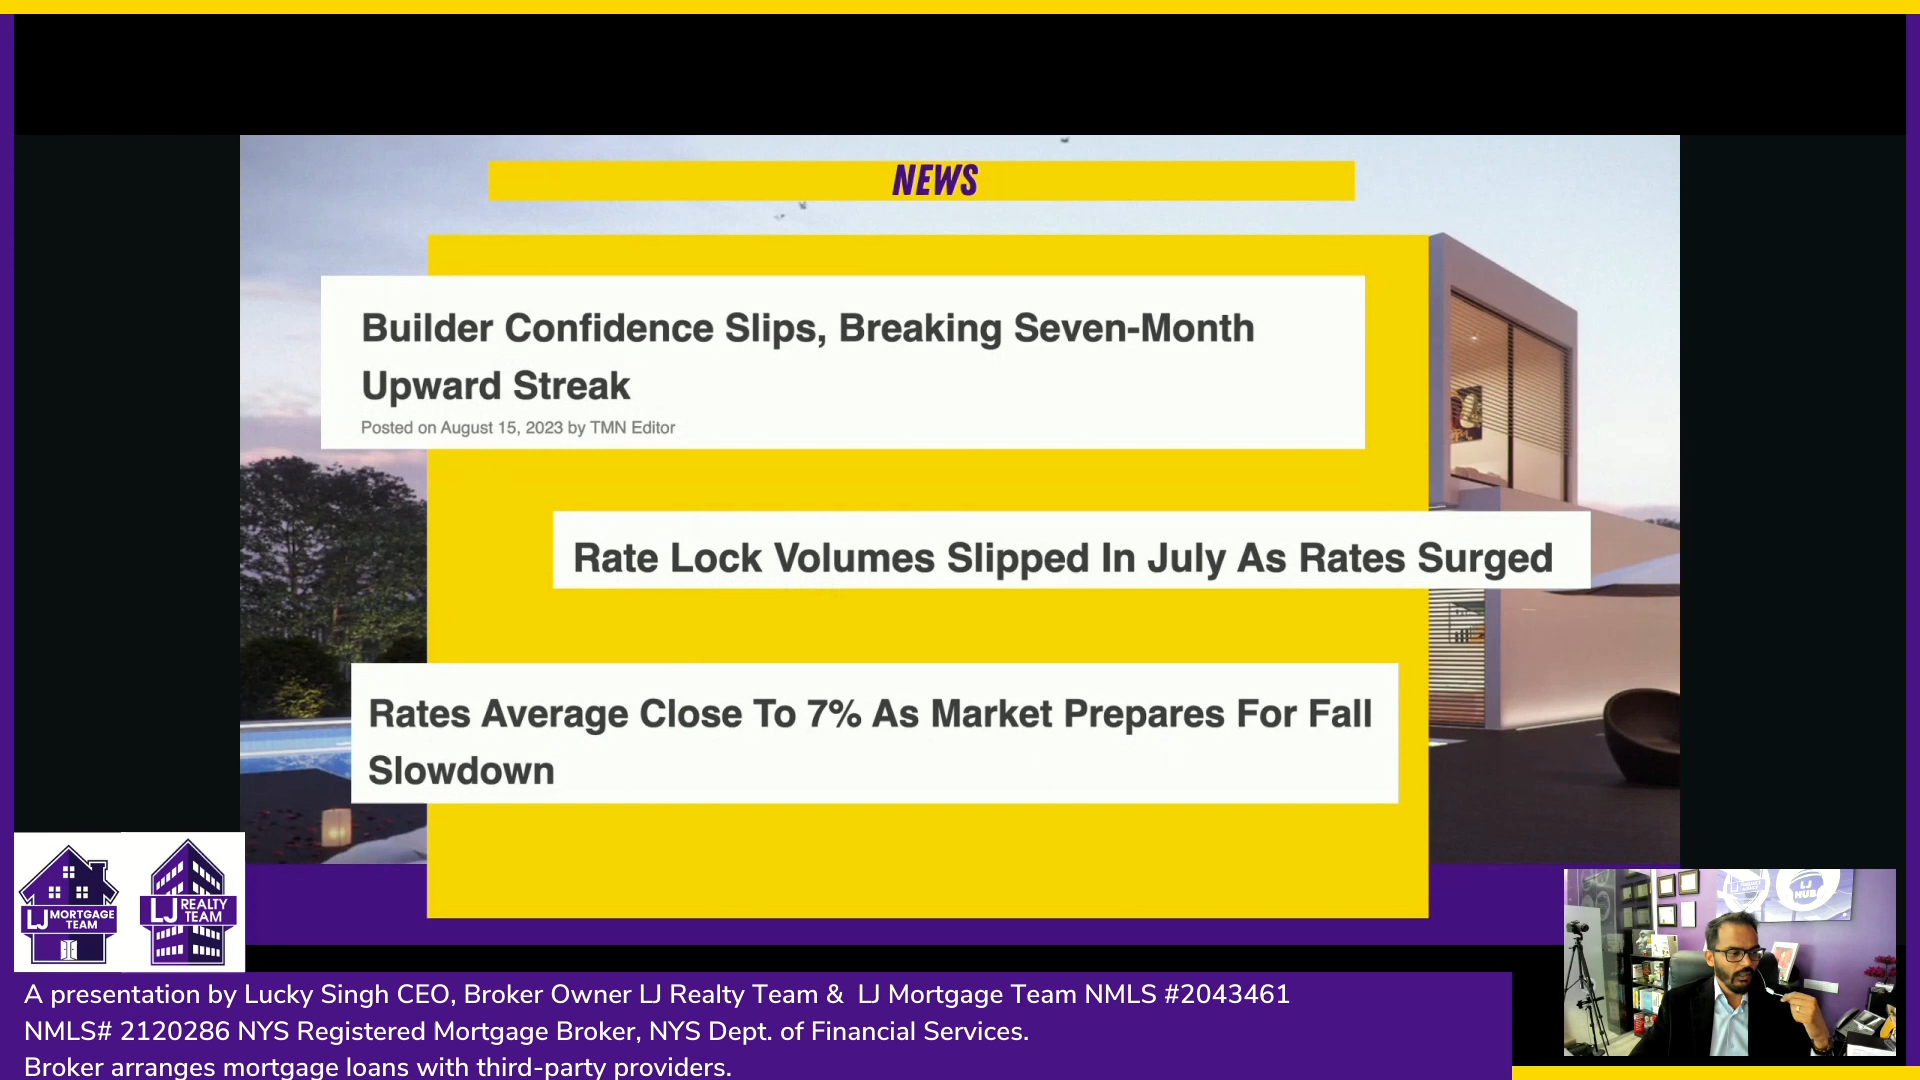 NEWS
Builder Confidence Slips, Breaking Seven-Month
Upward Streak
Posted on August 15, 2023 by TMN Editor
Rate Lock Volumes Slipped In July As Rates Surged
Rates Average Close To 7% As Market Prepares For Fall
Slowdown
LJ MORTGAGE
TEAM
LJ REALTY
TEAM
LJ
HUB
A presentation by Lucky Singh CEO, Broker Owner LJ Realty Team & LJ Mortgage Team NMLS #2043461
NMLS# 2120286 NYS Registered Mortgage Broker, NYS Dept. of Financial Services.
Broker arranges mortgage loans with third-party providers.